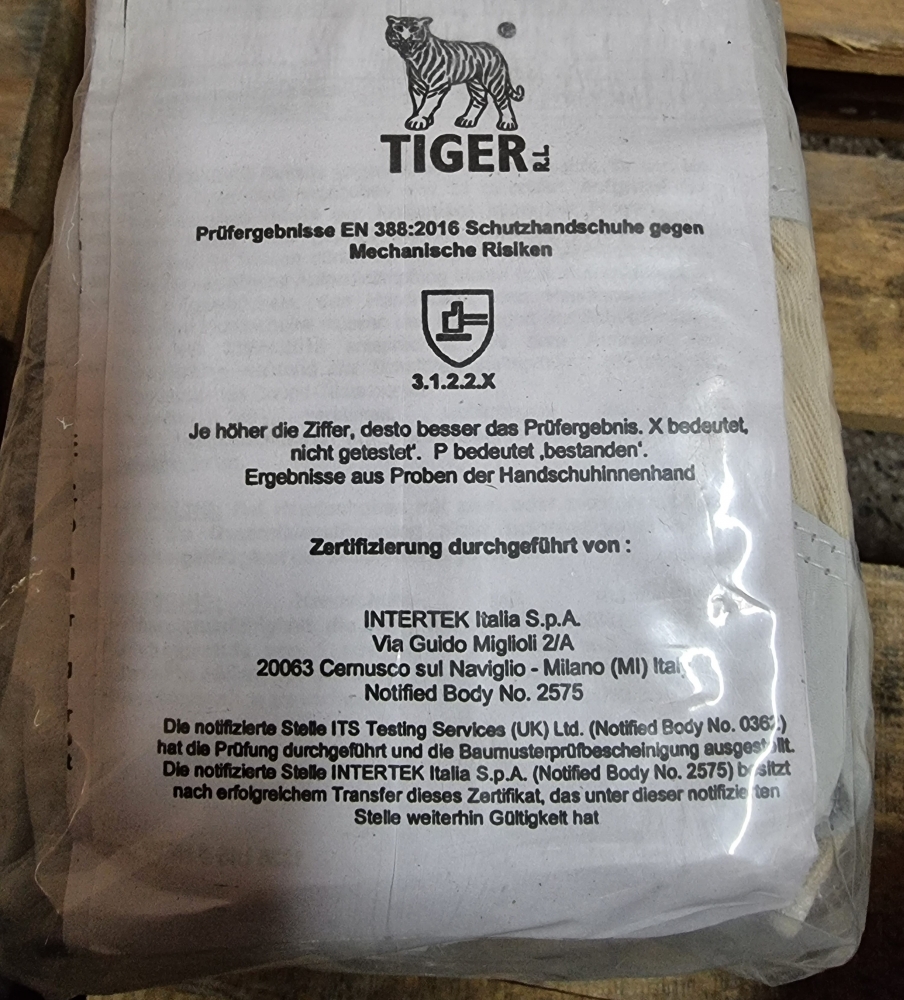 TIGER R.L.
Prüfergebnisse EN 388:2016 Schutzhandschuhe gegen
Mechanische Risiken
3.1.2.2.X
Je höher die Ziffer, desto besser das Prüfergebnis. X bedeutet,
nicht getestet‘. P bedeutet ‚bestanden‘.
Ergebnisse aus Proben der Handschuhinnenhand
Zertifizierung durchgeführt von :
INTERTEK Italia S.p.A.
Via Guido Miglioli 2/A
20063 Cernusco sul Naviglio - Milano (MI)
Notified Body No. 2575
Die notifizierte Stelle ITS Testing Services (UK) Ltd. (Notified Body No. 0362)
hat die Prüfung durchgeführt und die Baumusterprüfbescheinigung ausgestellt.
Die notifizierte Stelle INTERTEK Italia S.p.A. (Notified Body No. 2575) besitzt
nach erfolgreichem Transfer dieses Zertifikat, das unter dieser notifizierten
Stelle weiterhin Gültigkeit hat